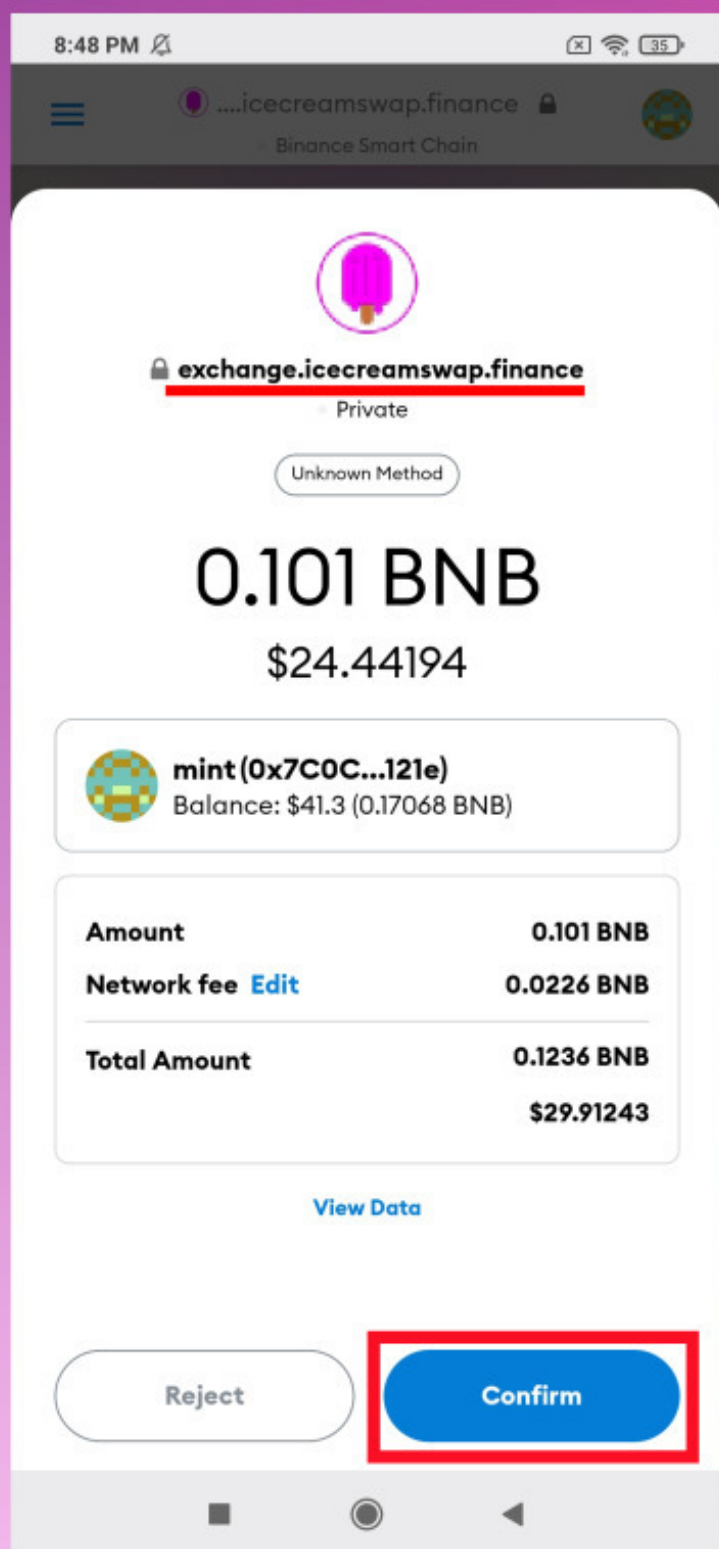 8:48 PM
35
....icecreamswap.finance
Binance Smart Chain
exchange.icecreamswap.finance
Private
Unknown Method
0.101 BNB
$24.44194
mint (0x7C0C...121e)
Balance: $41.3 (0.17068 BNB)
Amount 0.101 BNB
Network fee Edit 0.0226 BNB
Total Amount 0.1236 BNB
$29.91243
View Data
Reject Confirm